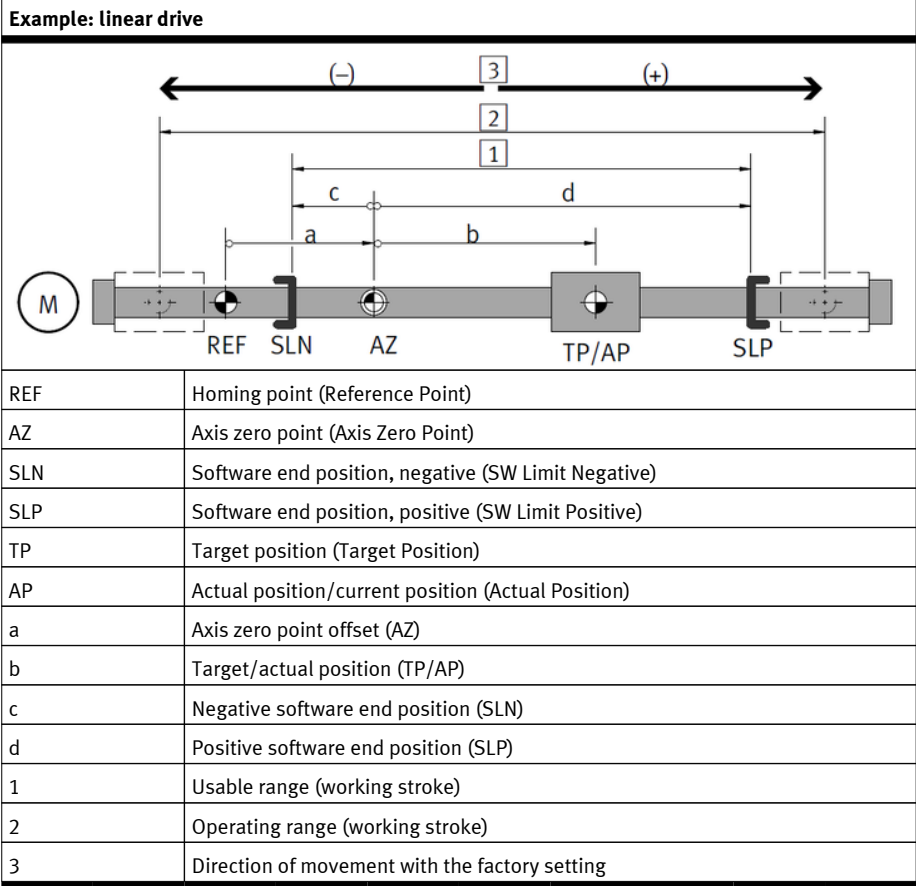 Example: linear drive
(–) 3 (+)
2
1
c d
a b
M
REF SLN AZ TP/AP SLP
REF Homing point (Reference Point)
AZ Axis zero point (Axis Zero Point)
SLN Software end position, negative (SW Limit Negative)
SLP Software end position, positive (SW Limit Positive)
TP Target position (Target Position)
AP Actual position/current position (Actual Position)
a Axis zero point offset (AZ)
b Target/actual position (TP/AP)
c Negative software end position (SLN)
d Positive software end position (SLP)
1 Usable range (working stroke)
2 Operating range (working stroke)
3 Direction of movement with the factory setting